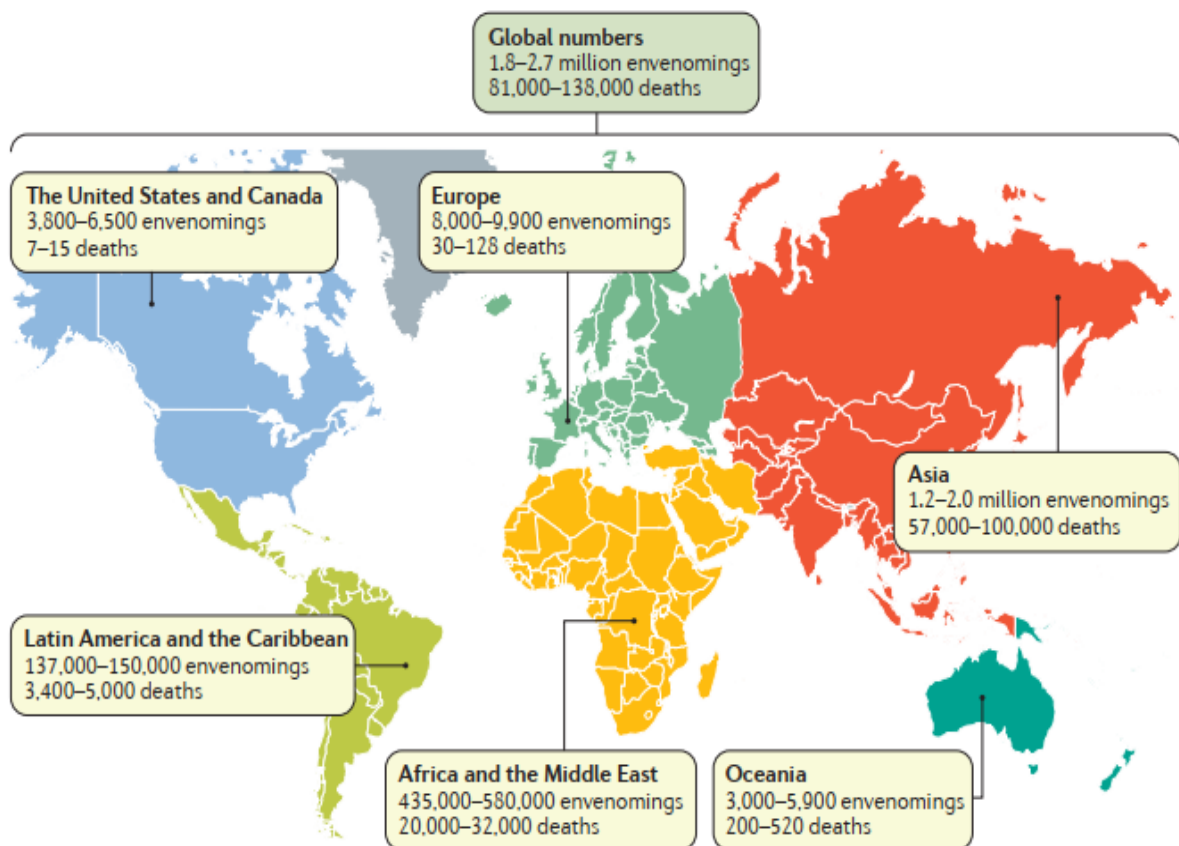 Global numbers
1.8–2.7 million envenomings
81,000–138,000 deaths
The United States and Canada
3,800–6,500 envenomings
7–15 deaths
Europe
8,000–9,900 envenomings
30–128 deaths
Asia
1.2–2.0 million envenomings
57,000–100,000 deaths
Latin America and the Caribbean
137,000–150,000 envenomings
3,400–5,000 deaths
Africa and the Middle East
435,000–580,000 envenomings
20,000–32,000 deaths
Oceania
3,000–5,900 envenomings
200–520 deaths